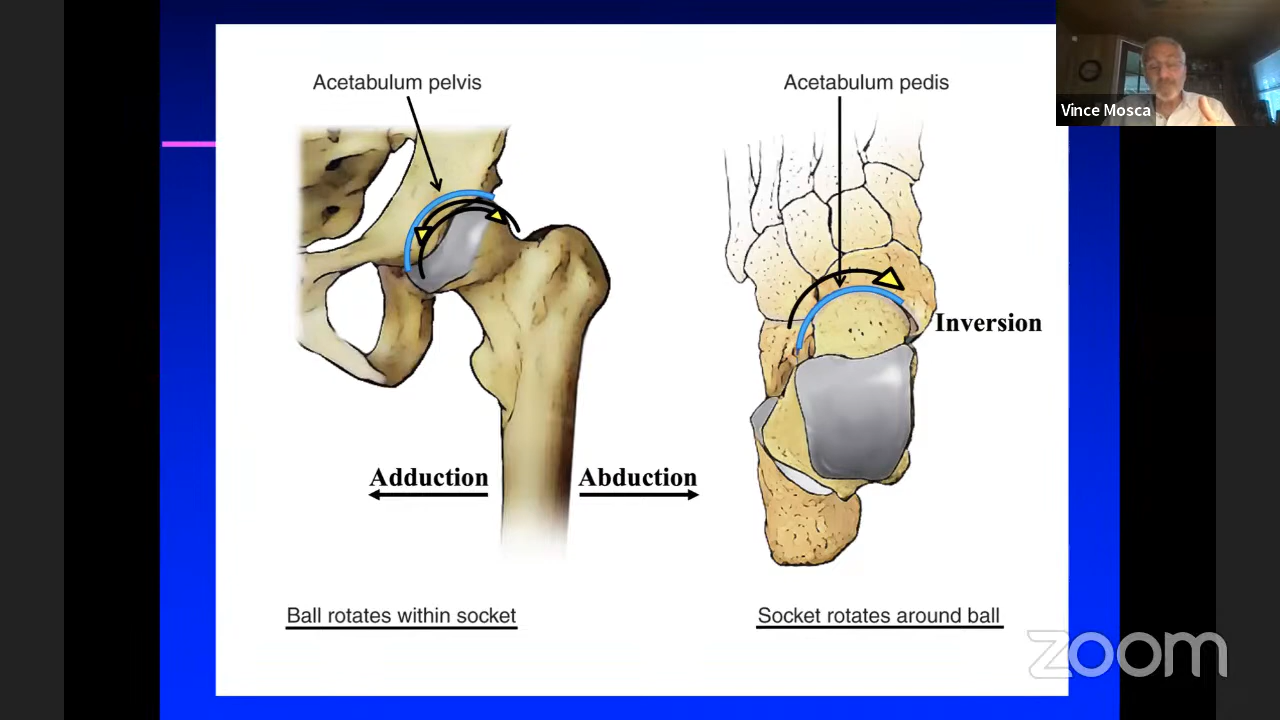 Acetabulum pelvis
Acetabulum pedis
Vince Mosca
Inversion
Adduction
Abduction
Ball rotates within socket
Socket rotates around ball
zoom